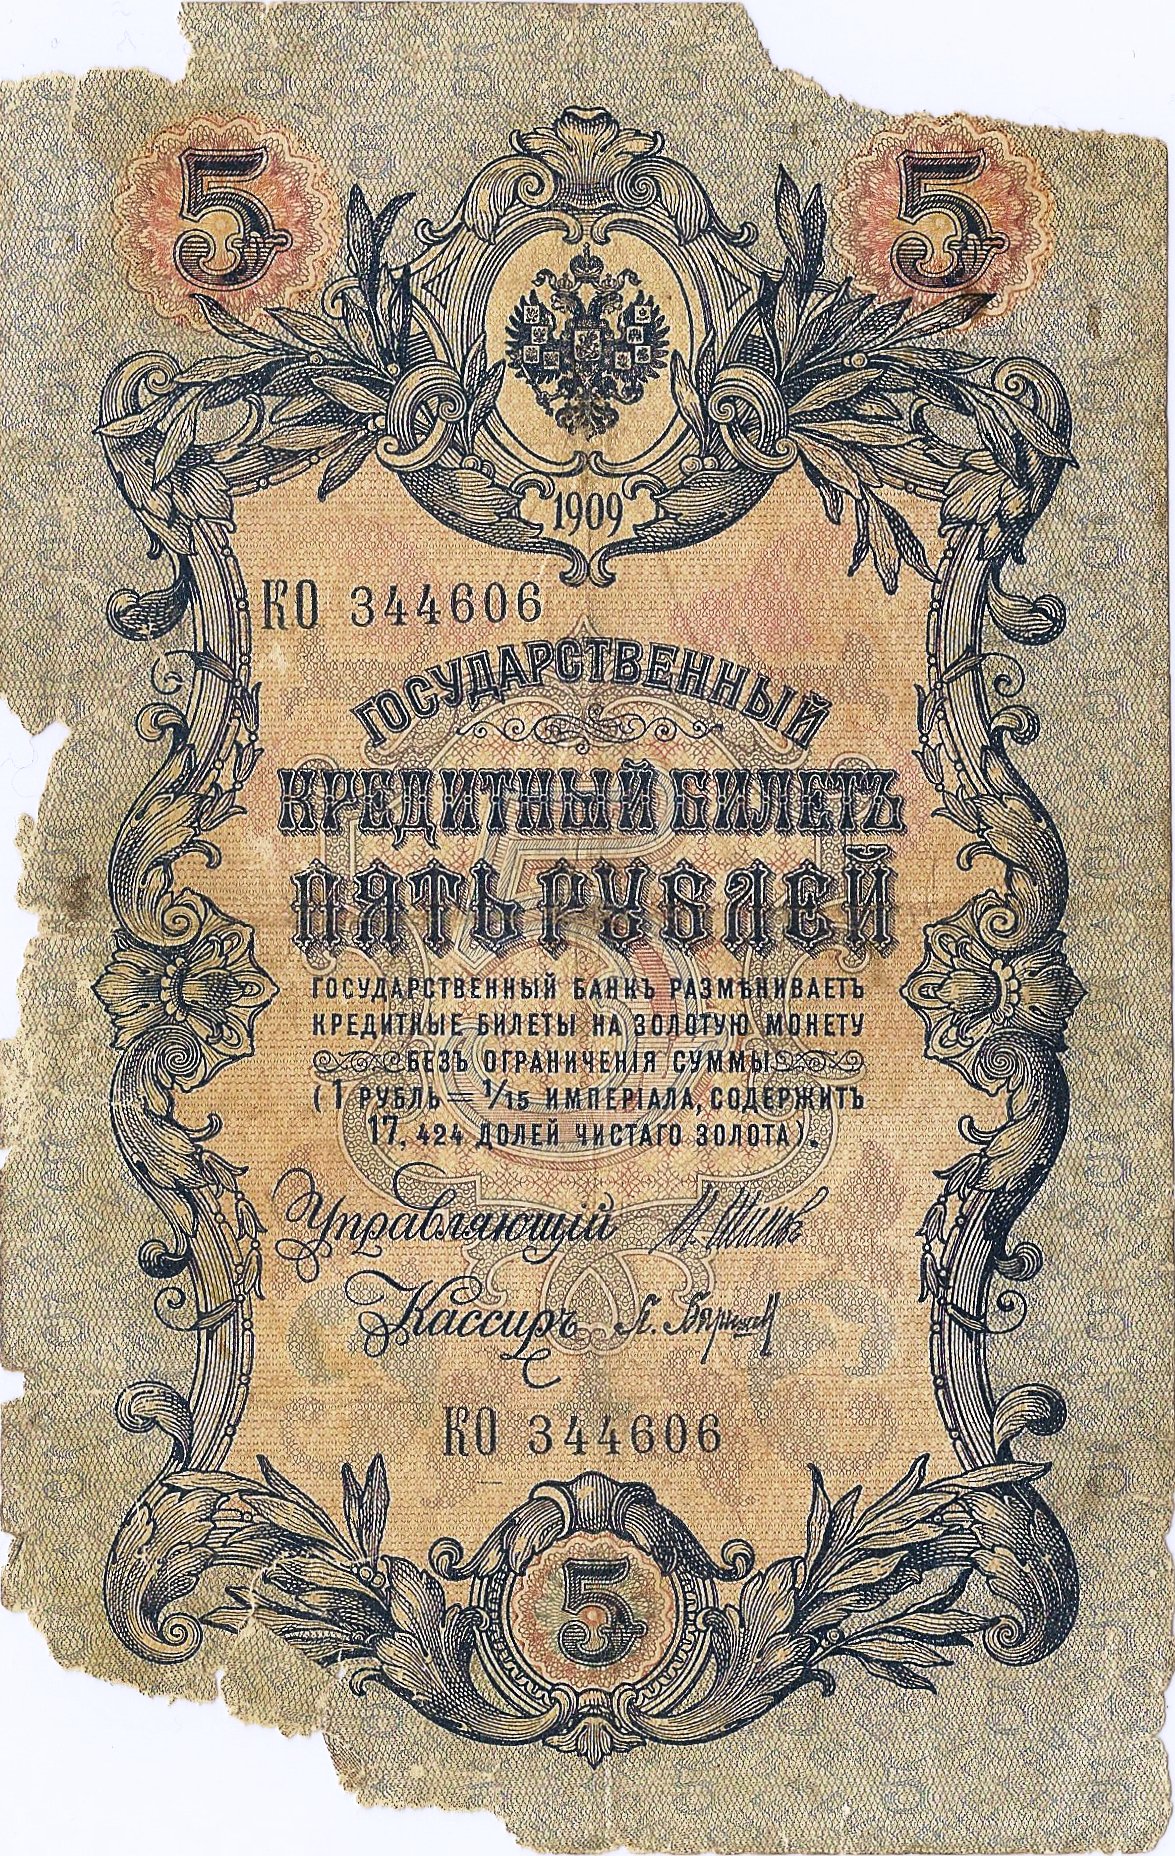 5 5
1909
КО 344606
ГОСУДАРСТВЕННЫЙ
КРЕДИТНЫЙ БИЛЕТЪ
ПЯТЬ РУБЛЕЙ
ГОСУДАРСТВЕННЫЙ БАНКЪ РАЗМѢНИВАЕТЪ
КРЕДИТНЫЕ БИЛЕТЫ НА ЗОЛОТУЮ МОНЕТУ
БЕЗЪ ОГРАНИЧЕНІЯ СУММЫ
(1 РУБЛЬ = 1/15 ИМПЕРІАЛА, СОДЕРЖИТЪ
17,424 ДОЛЕЙ ЧИСТАГО ЗОЛОТА).
Управляющій
Кассиръ
КО 344606
5